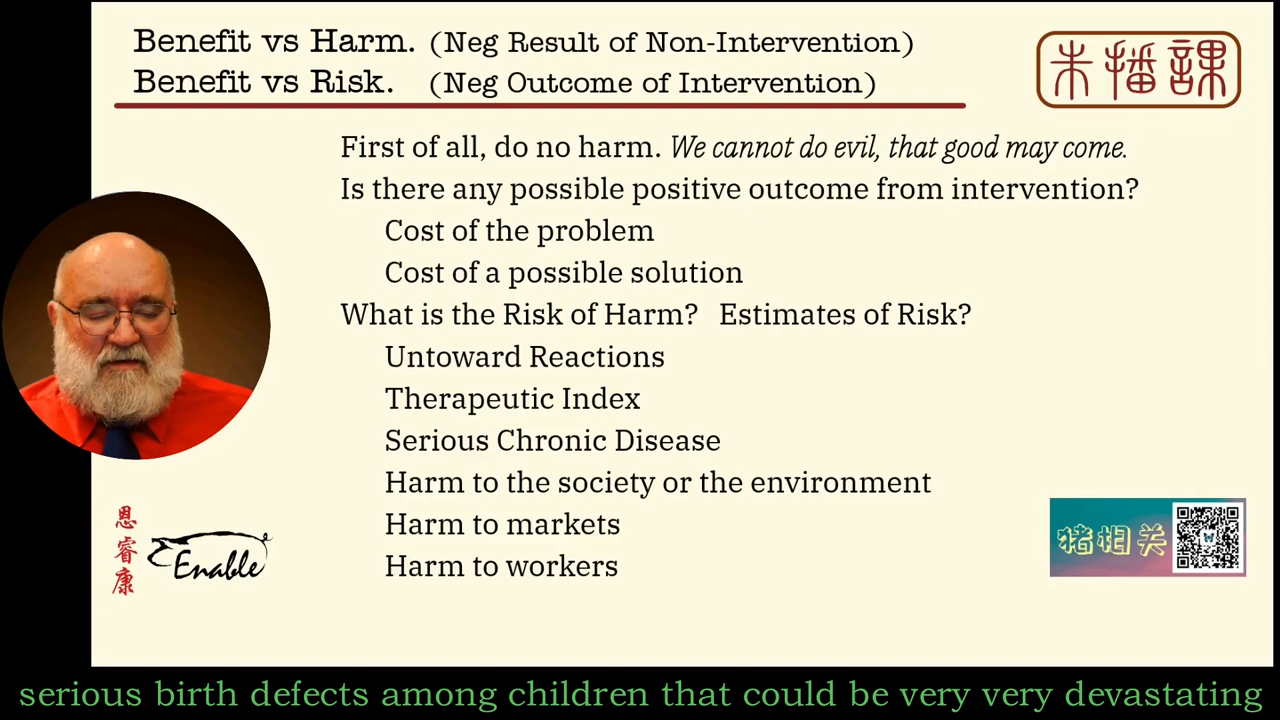 Benefit vs Harm. (Neg Result of Non-Intervention)
Benefit vs Risk. (Neg Outcome of Intervention)
未播課
First of all, do no harm. We cannot do evil, that good may come.
Is there any possible positive outcome from intervention?
Cost of the problem
Cost of a possible solution
What is the Risk of Harm? Estimates of Risk?
Untoward Reactions
Therapeutic Index
Serious Chronic Disease
Harm to the society or the environment
Harm to markets
Harm to workers
恩睿康
Enable
猪相关
serious birth defects among children that could be very very devastating